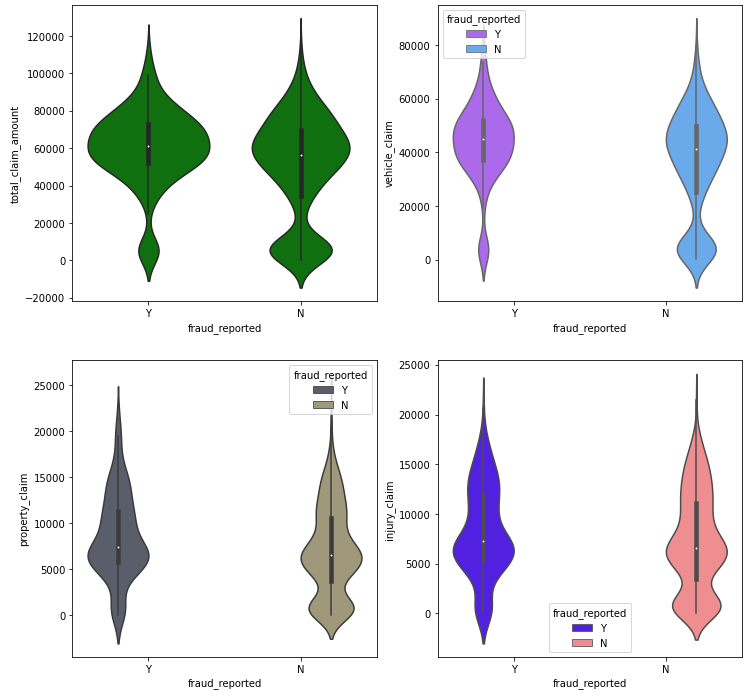 total_claim_amount
120000
100000
80000
60000
40000
20000
0
−20000
Y
N
fraud_reported
vehicle_claim
fraud_reported
Y
N
80000
60000
40000
20000
0
Y
N
fraud_reported
property_claim
fraud_reported
Y
N
25000
20000
15000
10000
5000
0
Y
N
fraud_reported
injury_claim
25000
20000
15000
10000
5000
0
fraud_reported
Y
N
Y
N
fraud_reported